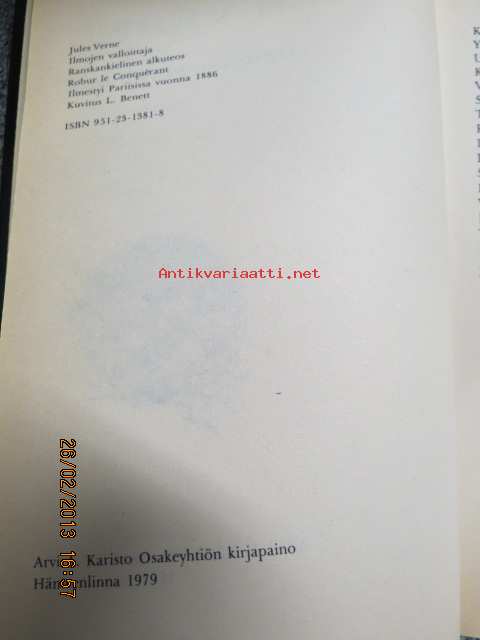 Jules Verne
Ilmojen valloittaja
Ranskankielinen alkuteos
Robur le Conquérant
Ilmestyi Pariisissa vuonna 1886
Kuvitus L. Benett
ISBN 951-23-1381-8
Antikvariaatti.net
26/02/2013 16:57
Karisto Osakeyhtiön kirjapaino
1979